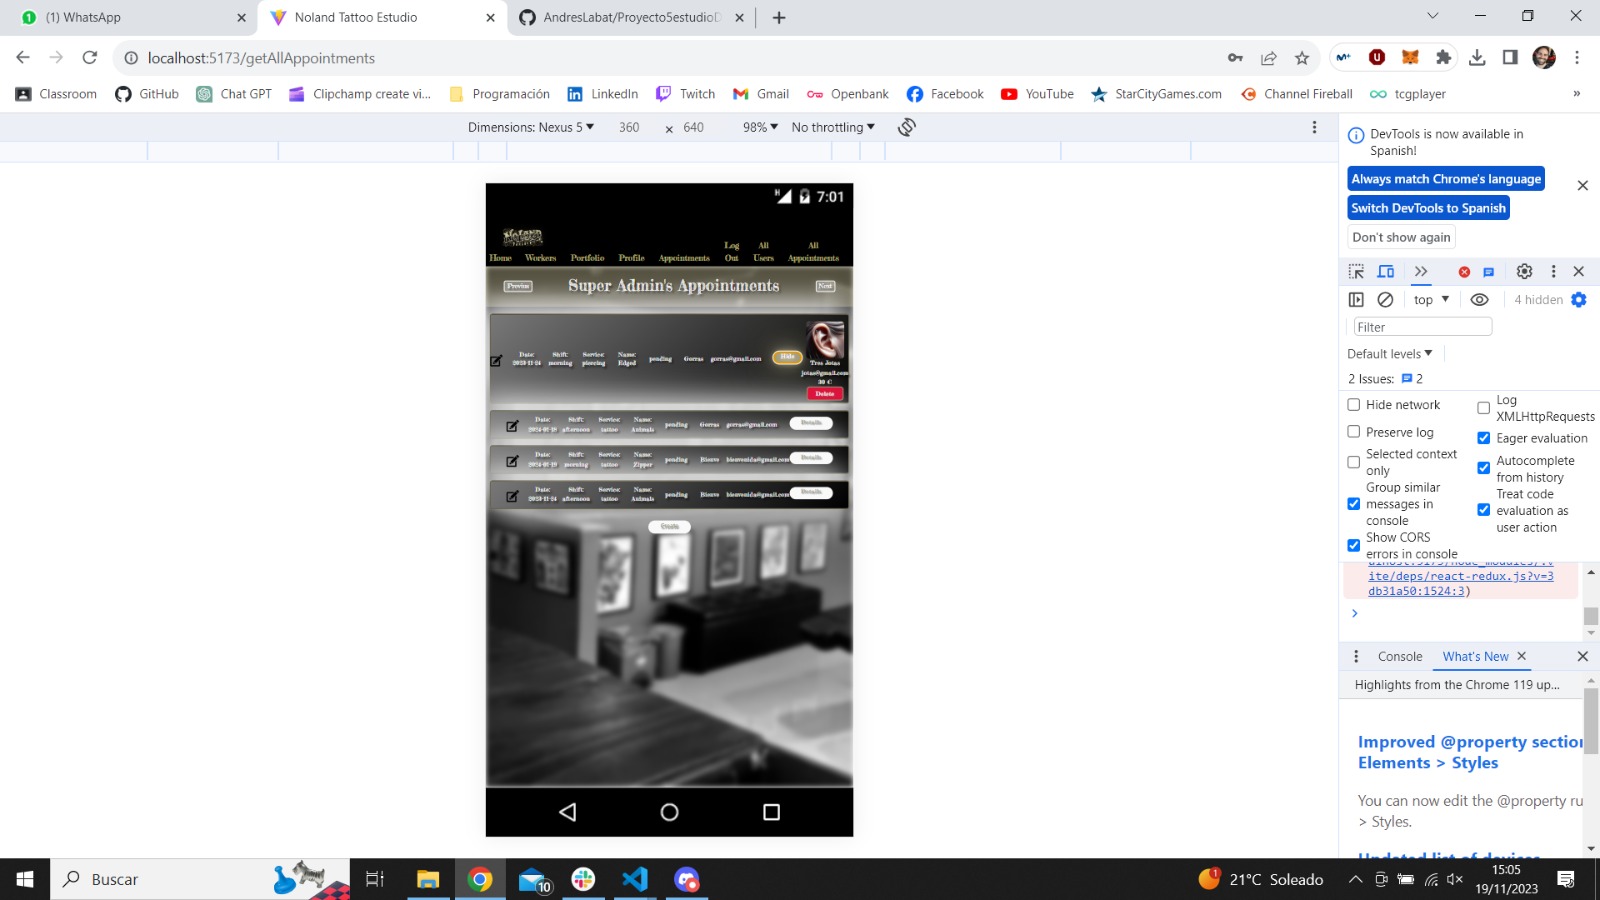 (1) WhatsApp
Noland Tattoo Estudio
AndresLabat/Proyecto5estudioD
localhost:5173/getAllAppointments
Classroom GitHub Chat GPT Clipchamp create vi... Programación LinkedIn Twitch Gmail Openbank Facebook YouTube StarCityGames.com Channel Fireball tcgplayer »
Dimensions: Nexus 5 360 × 640 98% No throttling
DevTools is now available in
Spanish!
Always match Chrome's language
Switch DevTools to Spanish
Don't show again
H 7:01
NOLAND
Log All All
Home Workers Portfolio Profile Appointments Out Users Appointments
Super Admin's Appointments
Next
Date: Shift: Service: Name: pending Gorras gorras@gmail.com Hide
2023-11-24 morning piercing Edged
Tres Jotas
jotas@gmail.com
30 €
Delete
Date: Shift: Service: Name: pending Gorras gorras@gmail.com Details
2024-01-18 afternoon tattoo Animals
Date: Shift: Service: Name: pending Bienve bienvenida@gmail.com Details
2024-01-19 morning tattoo Zipper
Date: Shift: Service: Name: pending Bienve bienvenida@gmail.com Details
2023-11-24 afternoon tattoo Animals
Create
top 4 hidden
Filter
Default levels
2 Issues: 2
Hide network
Log
XMLHttpRequests
Preserve log
Eager evaluation
Selected context
only
Autocomplete
from history
Group similar
messages in
console
Treat code
evaluation as
user action
Show CORS
errors in console
ite/deps/react-redux.js?v=3
db31a50:1524:3)
Console What's New
Highlights from the Chrome 119 up...
Improved @property section
Elements > Styles
You can now edit the @property ru
> Styles.
Updated list of devices
Buscar
10
1
21°C Soleado
15:05
19/11/2023